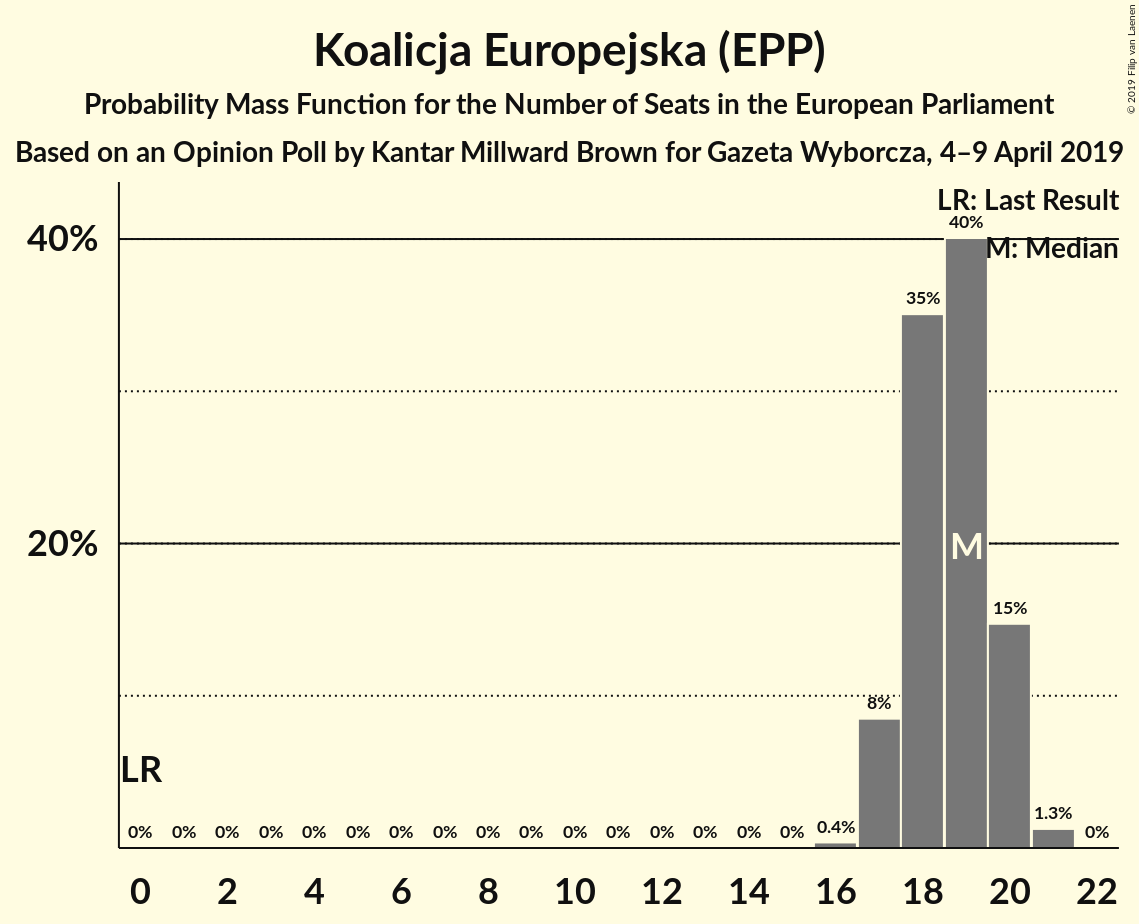 Koalicja Europejska (EPP)
Probability Mass Function for the Number of Seats in the European Parliament
Based on an Opinion Poll by Kantar Millward Brown for Gazeta Wyborcza, 4–9 April 2019
© 2019 Filip van Laenen
LR: Last Result
M: Median
40%
20%
40%
35%
M
15%
8%
LR
0% 0% 0% 0% 0% 0% 0% 0% 0% 0% 0% 0% 0% 0% 0% 0% 0.4% 1.3% 0%
0 2 4 6 8 10 12 14 16 18 20 22